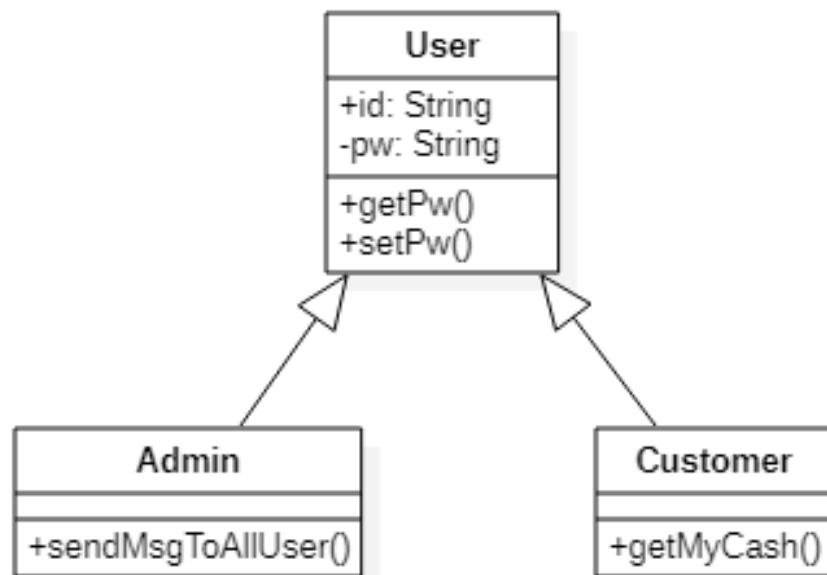 User
+id: String
-pw: String
+getPw()
+setPw()
Admin
+sendMsgToAllUser()
Customer
+getMyCash()